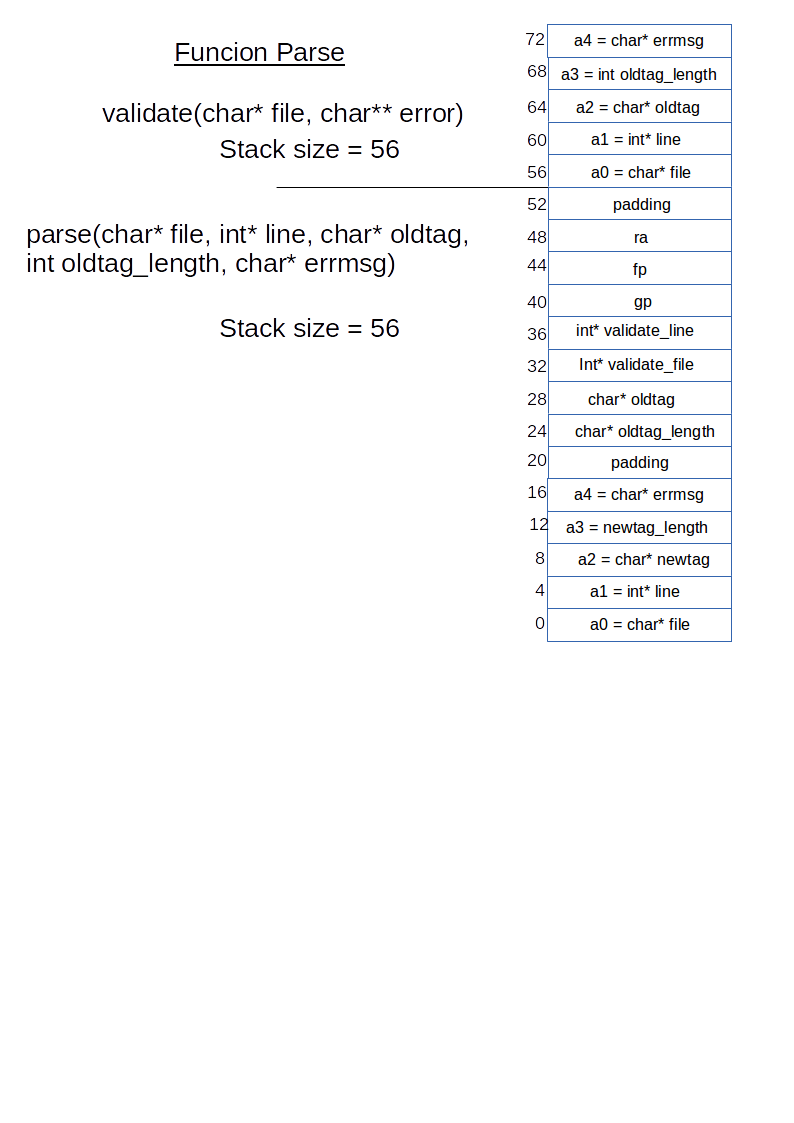 Funcion Parse
validate(char* file, char** error)
Stack size = 56
parse(char* file, int* line, char* oldtag,
int oldtag_length, char* errmsg)
Stack size = 56
72 a4 = char* errmsg
68 a3 = int oldtag_length
64 a2 = char* oldtag
60 a1 = int* line
56 a0 = char* file
52 padding
48 ra
44 fp
40 gp
36 int* validate_line
32 Int* validate_file
28 char* oldtag
24 char* oldtag_length
20 padding
16 a4 = char* errmsg
12 a3 = newtag_length
8 a2 = char* newtag
4 a1 = int* line
0 a0 = char* file